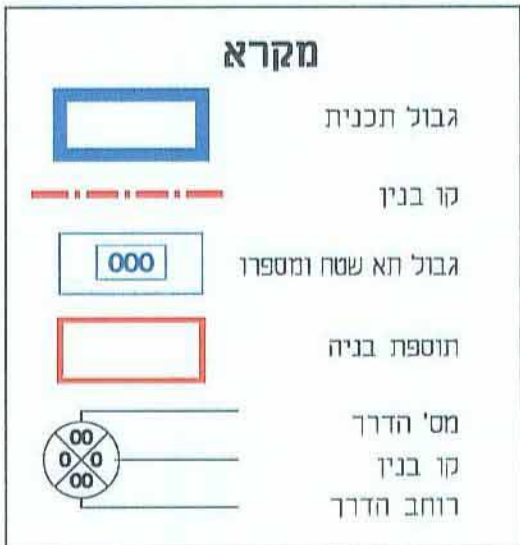 מקרא
גבול תכנית
קו בנין
גבול תא שטח ומספרו
000
תוספת בניה
מס' הדרך
קו בנין
רוחב הדרך
00
0 0
00